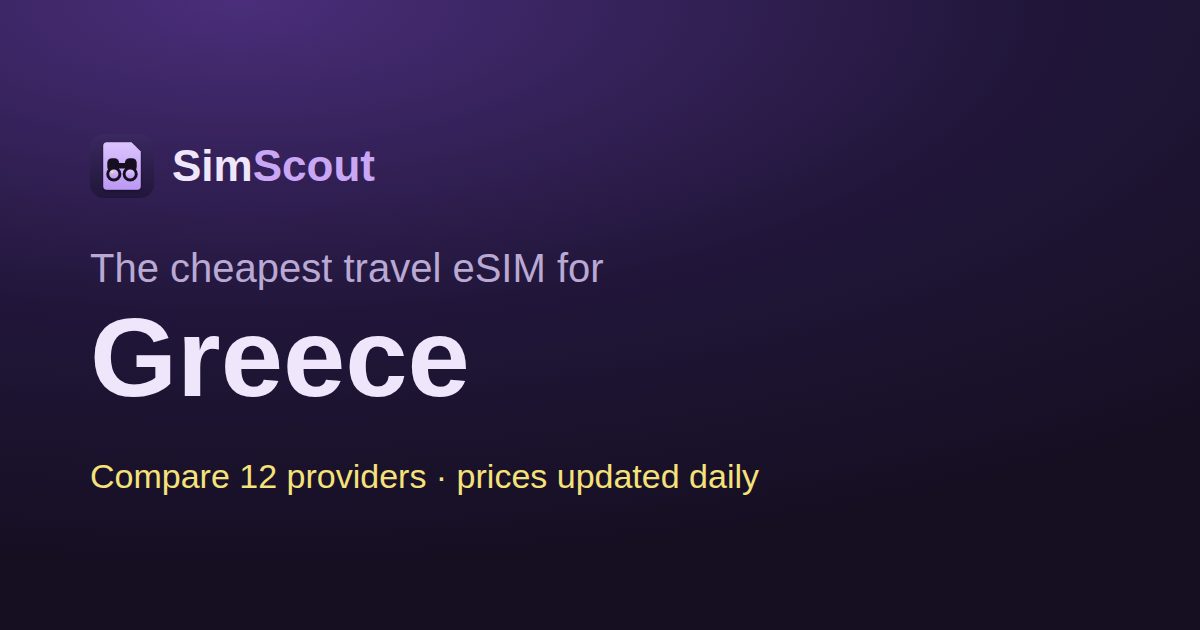 SimScout
The cheapest travel eSIM for
Greece
Compare 12 providers · prices updated daily